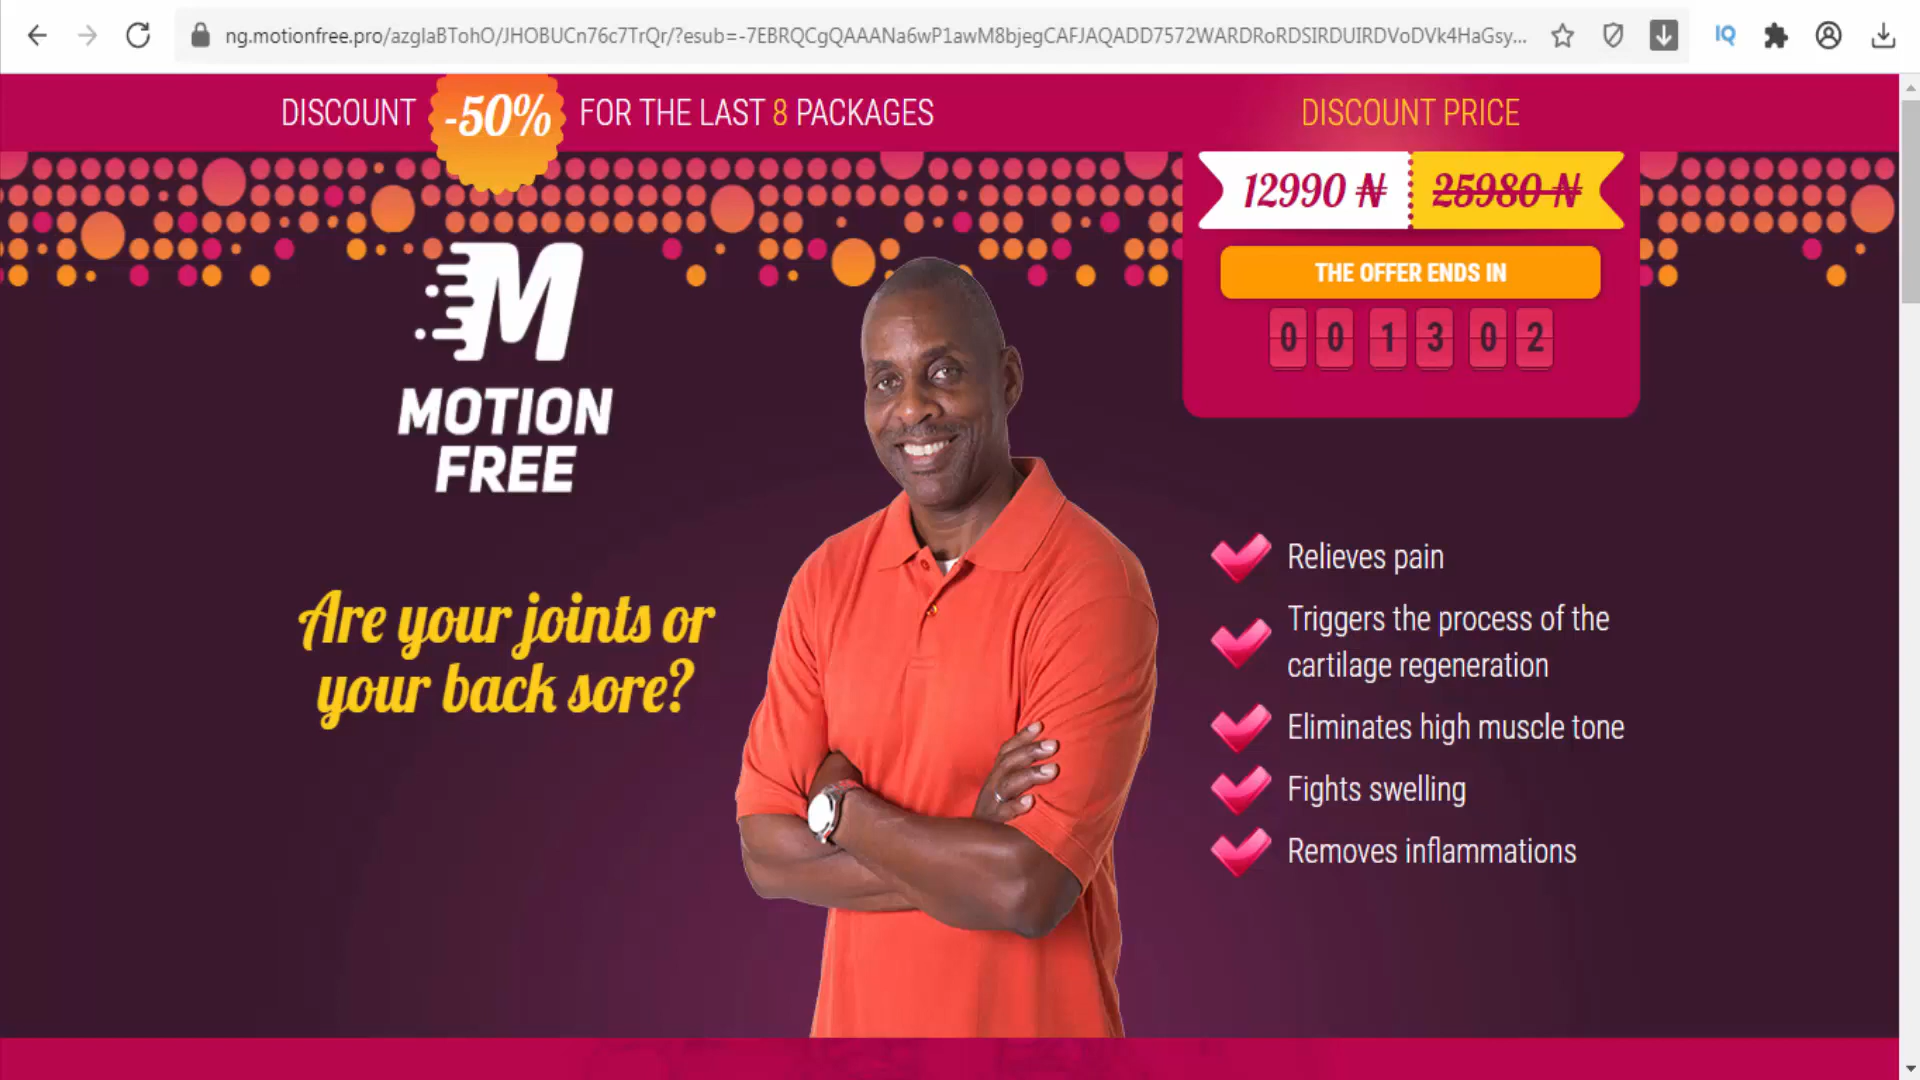 ng.motionfree.pro/azglaBTohO/JHOBUCn76c7TrQr/?esub=-7EBRQCgQAAANa6wP1awM8bjegCAFJAQADD7572WARDRoRDSIRDUIRDVoDVk4HaGsy...
IQ
DISCOUNT -50% FOR THE LAST 8 PACKAGES
DISCOUNT PRICE
12990 ₦ 25980 ₦
THE OFFER ENDS IN
0 0 1 3 0 2
M
MOTION
FREE
Are your joints or
your back sore?
Relieves pain
Triggers the process of the
cartilage regeneration
Eliminates high muscle tone
Fights swelling
Removes inflammations